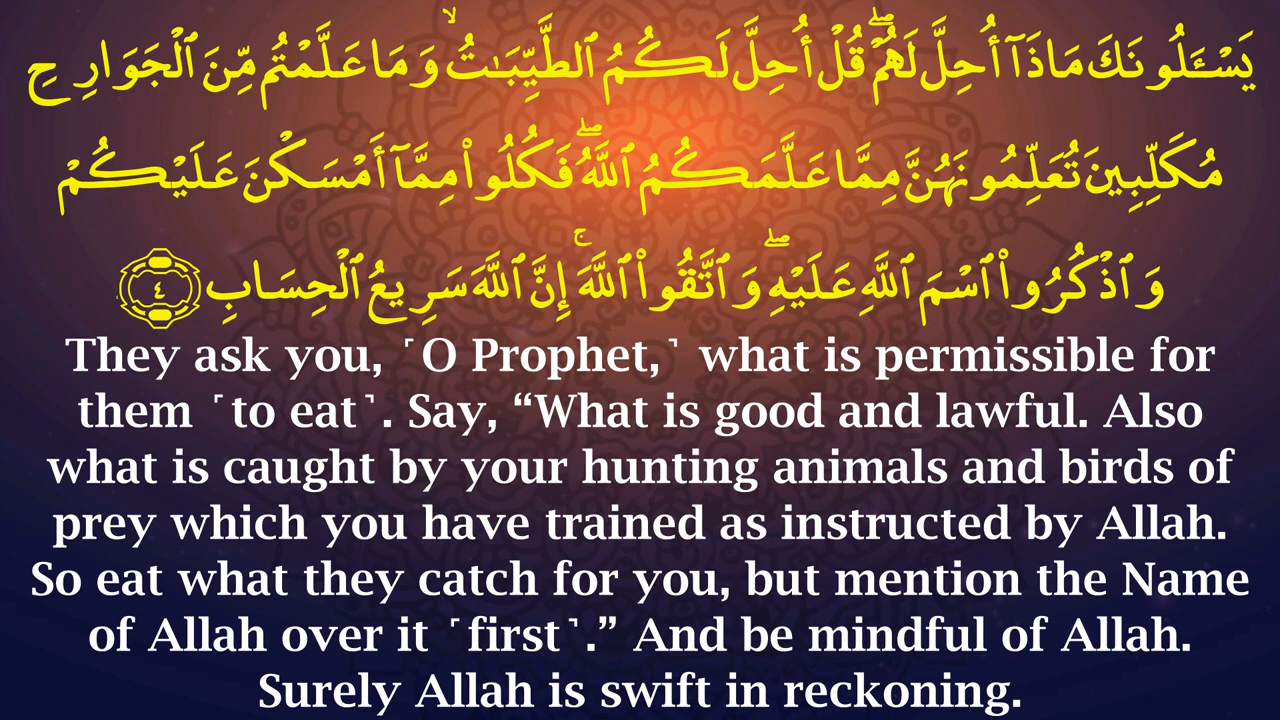 يَسْـَٔلُونَكَ مَاذَآ أُحِلَّ لَهُمْ ۖ قُلْ أُحِلَّ لَكُمُ ٱلطَّيِّبَـٰتُ ۙ وَمَا عَلَّمْتُم مِّنَ ٱلْجَوَارِحِ
مُكَلِّبِينَ تُعَلِّمُونَهُنَّ مِمَّا عَلَّمَكُمُ ٱللَّهُ ۖ فَكُلُوا۟ مِمَّآ أَمْسَكْنَ عَلَيْكُمْ
وَٱذْكُرُوا۟ ٱسْمَ ٱللَّهِ عَلَيْهِ ۖ وَٱتَّقُوا۟ ٱللَّهَ ۚ إِنَّ ٱللَّهَ سَرِيعُ ٱلْحِسَابِ ٤
They ask you, ˹O Prophet,˺ what is permissible for
them ˹to eat˺. Say, “What is good and lawful. Also
what is caught by your hunting animals and birds of
prey which you have trained as instructed by Allah.
So eat what they catch for you, but mention the Name
of Allah over it ˹first˺.” And be mindful of Allah.
Surely Allah is swift in reckoning.